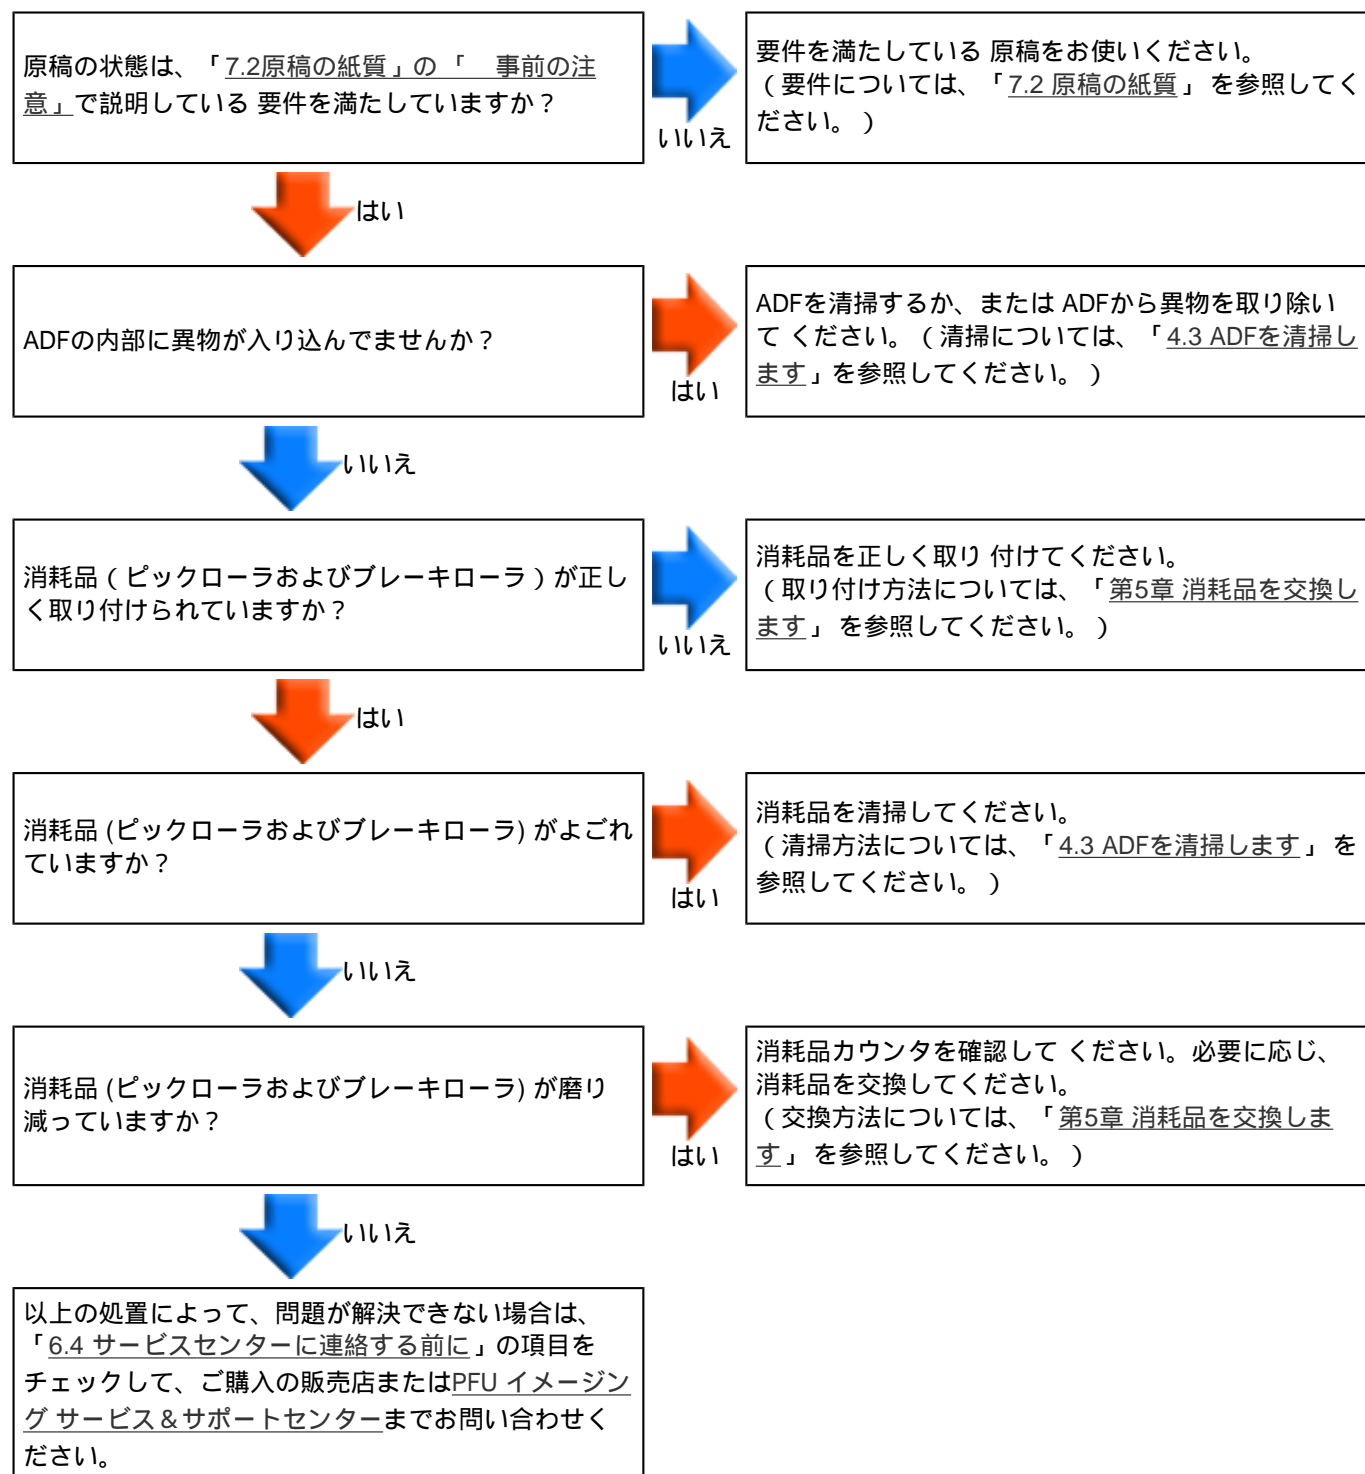 原稿の状態は、「7.2原稿の紙質」の「　事前の注
意」で説明している 要件を満たしていますか？
いいえ
要件を満たしている 原稿をお使いください。
（要件については、「7.2 原稿の紙質」 を参照してく
ださい。）
はい
ADFの内部に異物が入り込んでませんか？
はい
ADFを清掃するか、または ADFから異物を取り除い
て ください。（清掃については、「4.3 ADFを清掃し
ます」を参照してください。）
いいえ
消耗品（ピックローラおよびブレーキローラ）が正し
く取り付けられていますか？
いいえ
消耗品を正しく取り 付けてください。
（取り付け方法については、「第5章 消耗品を交換し
ます」 を参照してください。）
はい
消耗品 (ピックローラおよびブレーキローラ) がよごれ
ていますか？
はい
消耗品を清掃してください。
（清掃方法については、「4.3 ADFを清掃します」 を
参照してください。）
いいえ
消耗品 (ピックローラおよびブレーキローラ) が磨り
減っていますか？
はい
消耗品カウンタを確認して ください。必要に応じ、
消耗品を交換してください。
（交換方法については、「第5章 消耗品を交換しま
す」 を参照してください。）
いいえ
以上の処置によって、問題が解決できない場合は、
「6.4 サービスセンターに連絡する前に」の項目を
チェックして、ご購入の販売店またはPFU イメージン
グ サービス＆サポートセンターまでお問い合わせく
ださい。